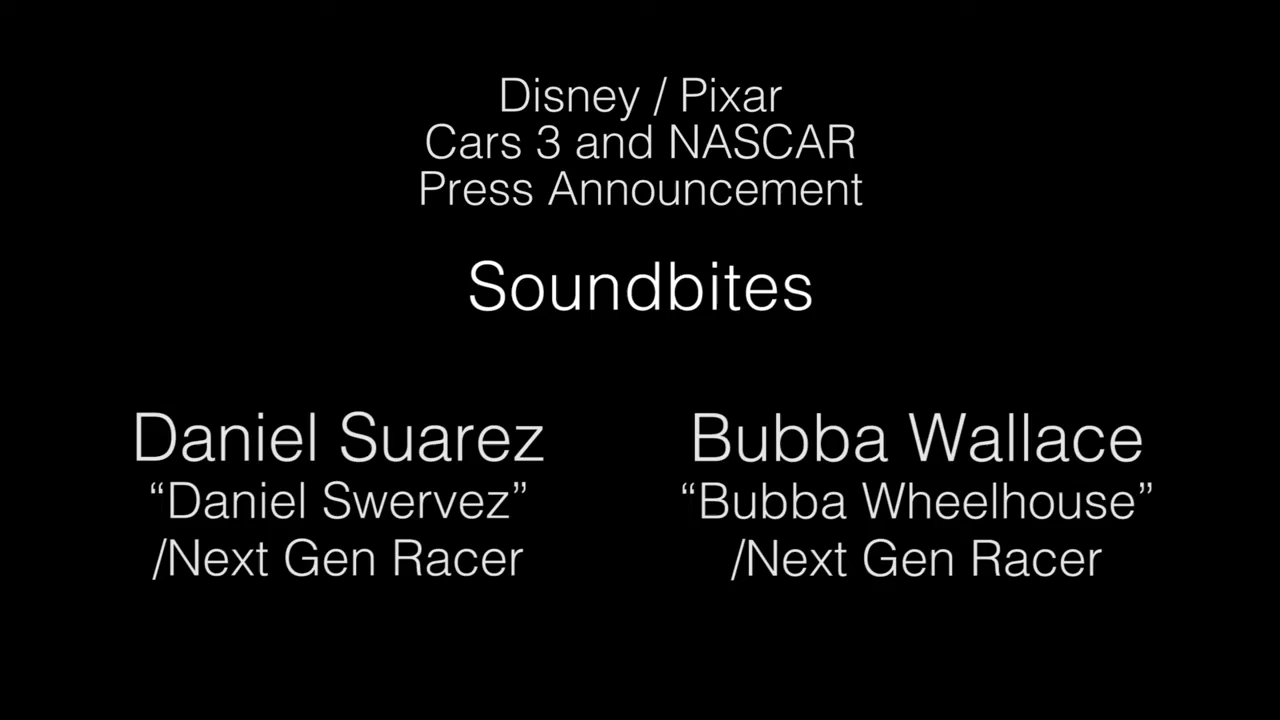 Disney / Pixar
Cars 3 and NASCAR
Press Announcement
Soundbites
Daniel Suarez
“Daniel Swervez”
/Next Gen Racer
Bubba Wallace
“Bubba Wheelhouse”
/Next Gen Racer